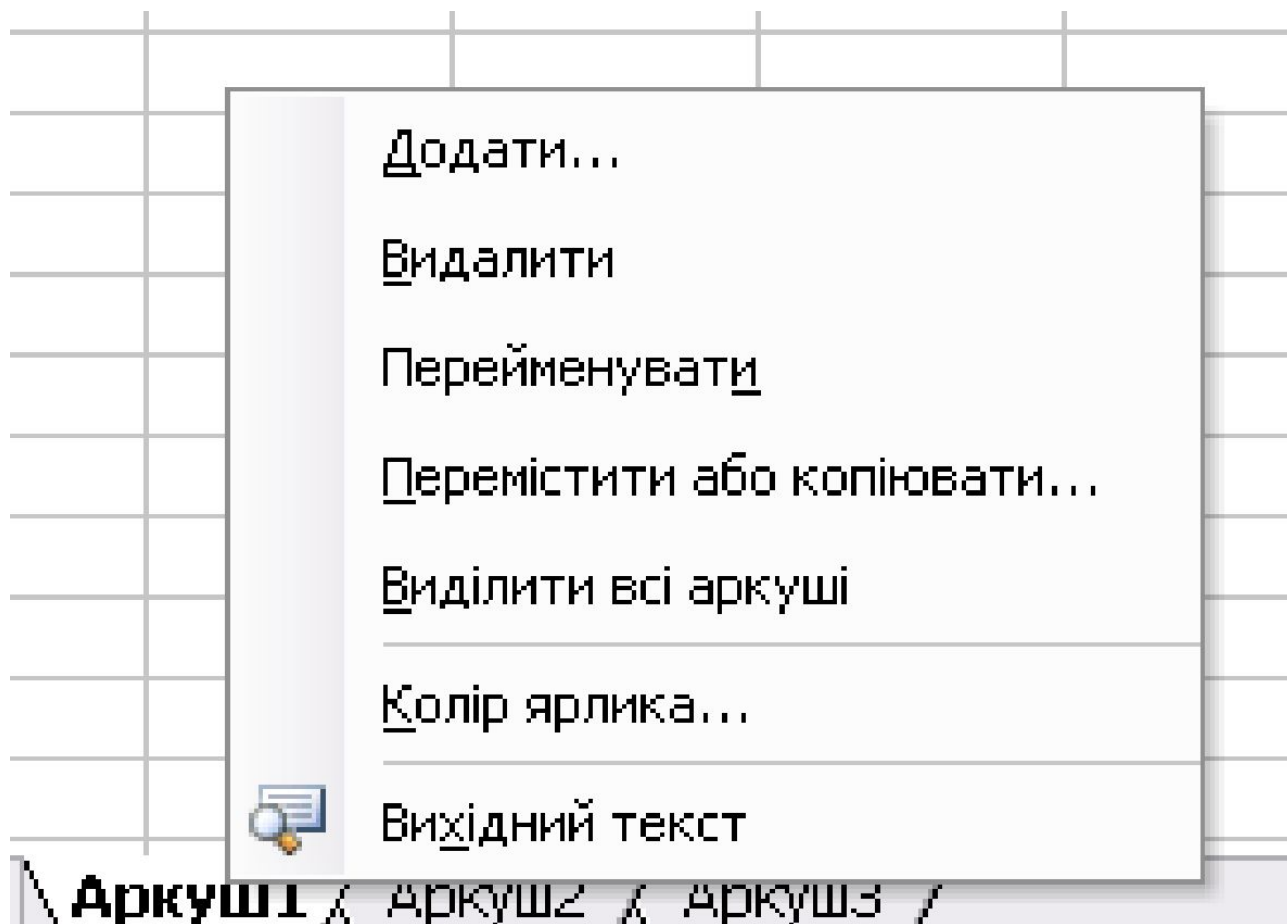 Додати...
Видалити
Перейменувати
Перемістити або копіювати...
Виділити всі аркуші
Колір ярлика...
Вихідний текст
Аркуш1 Аркуш2 Аркуш3